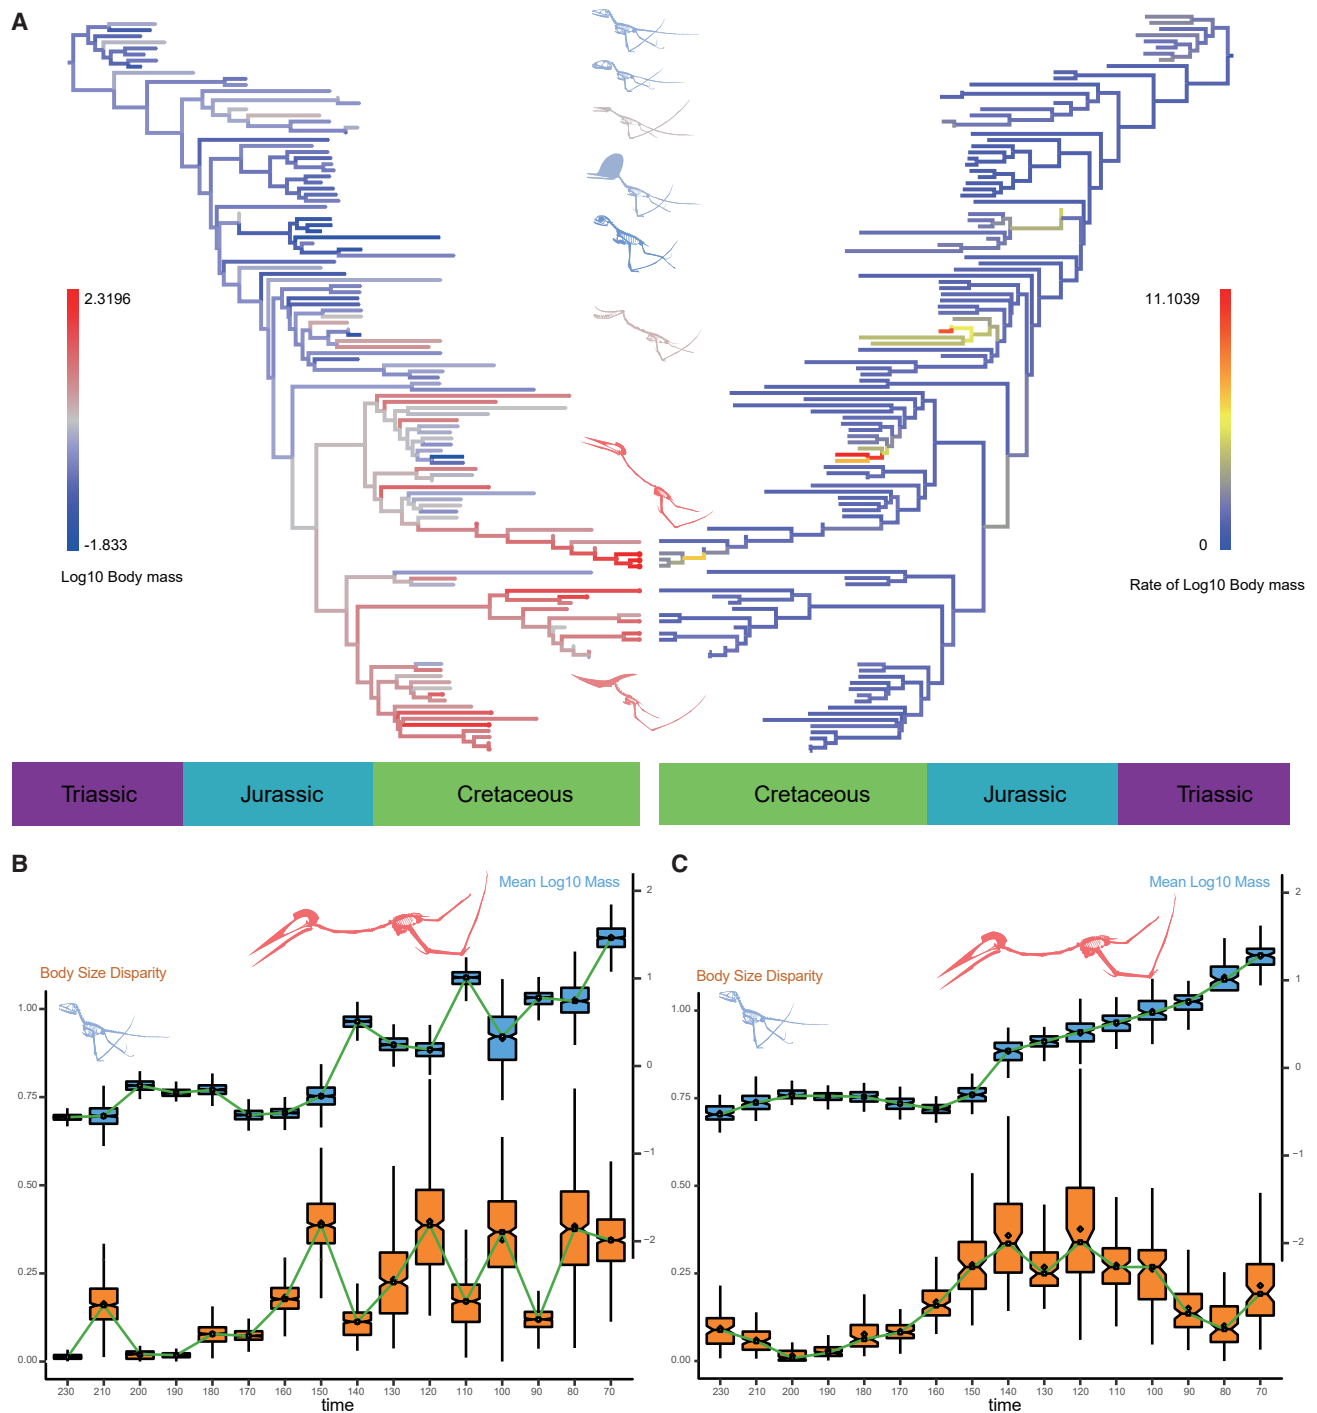 A
2.3196
-1.833
Log10 Body mass
11.1039
0
Rate of Log10 Body mass
Triassic
Jurassic
Cretaceous
Cretaceous
Jurassic
Triassic
B
Mean Log10 Mass
Body Size Disparity
1.00
0.75
0.50
0.25
0.00
2
1
0
−1
−2
230 210 200 190 180 170 160 150 140 130 120 110 100 90 80 70
time
C
Mean Log10 Mass
Body Size Disparity
1.00
0.75
0.50
0.25
0.00
2
1
0
−1
−2
230 210 200 190 180 170 160 150 140 130 120 110 100 90 80 70
time